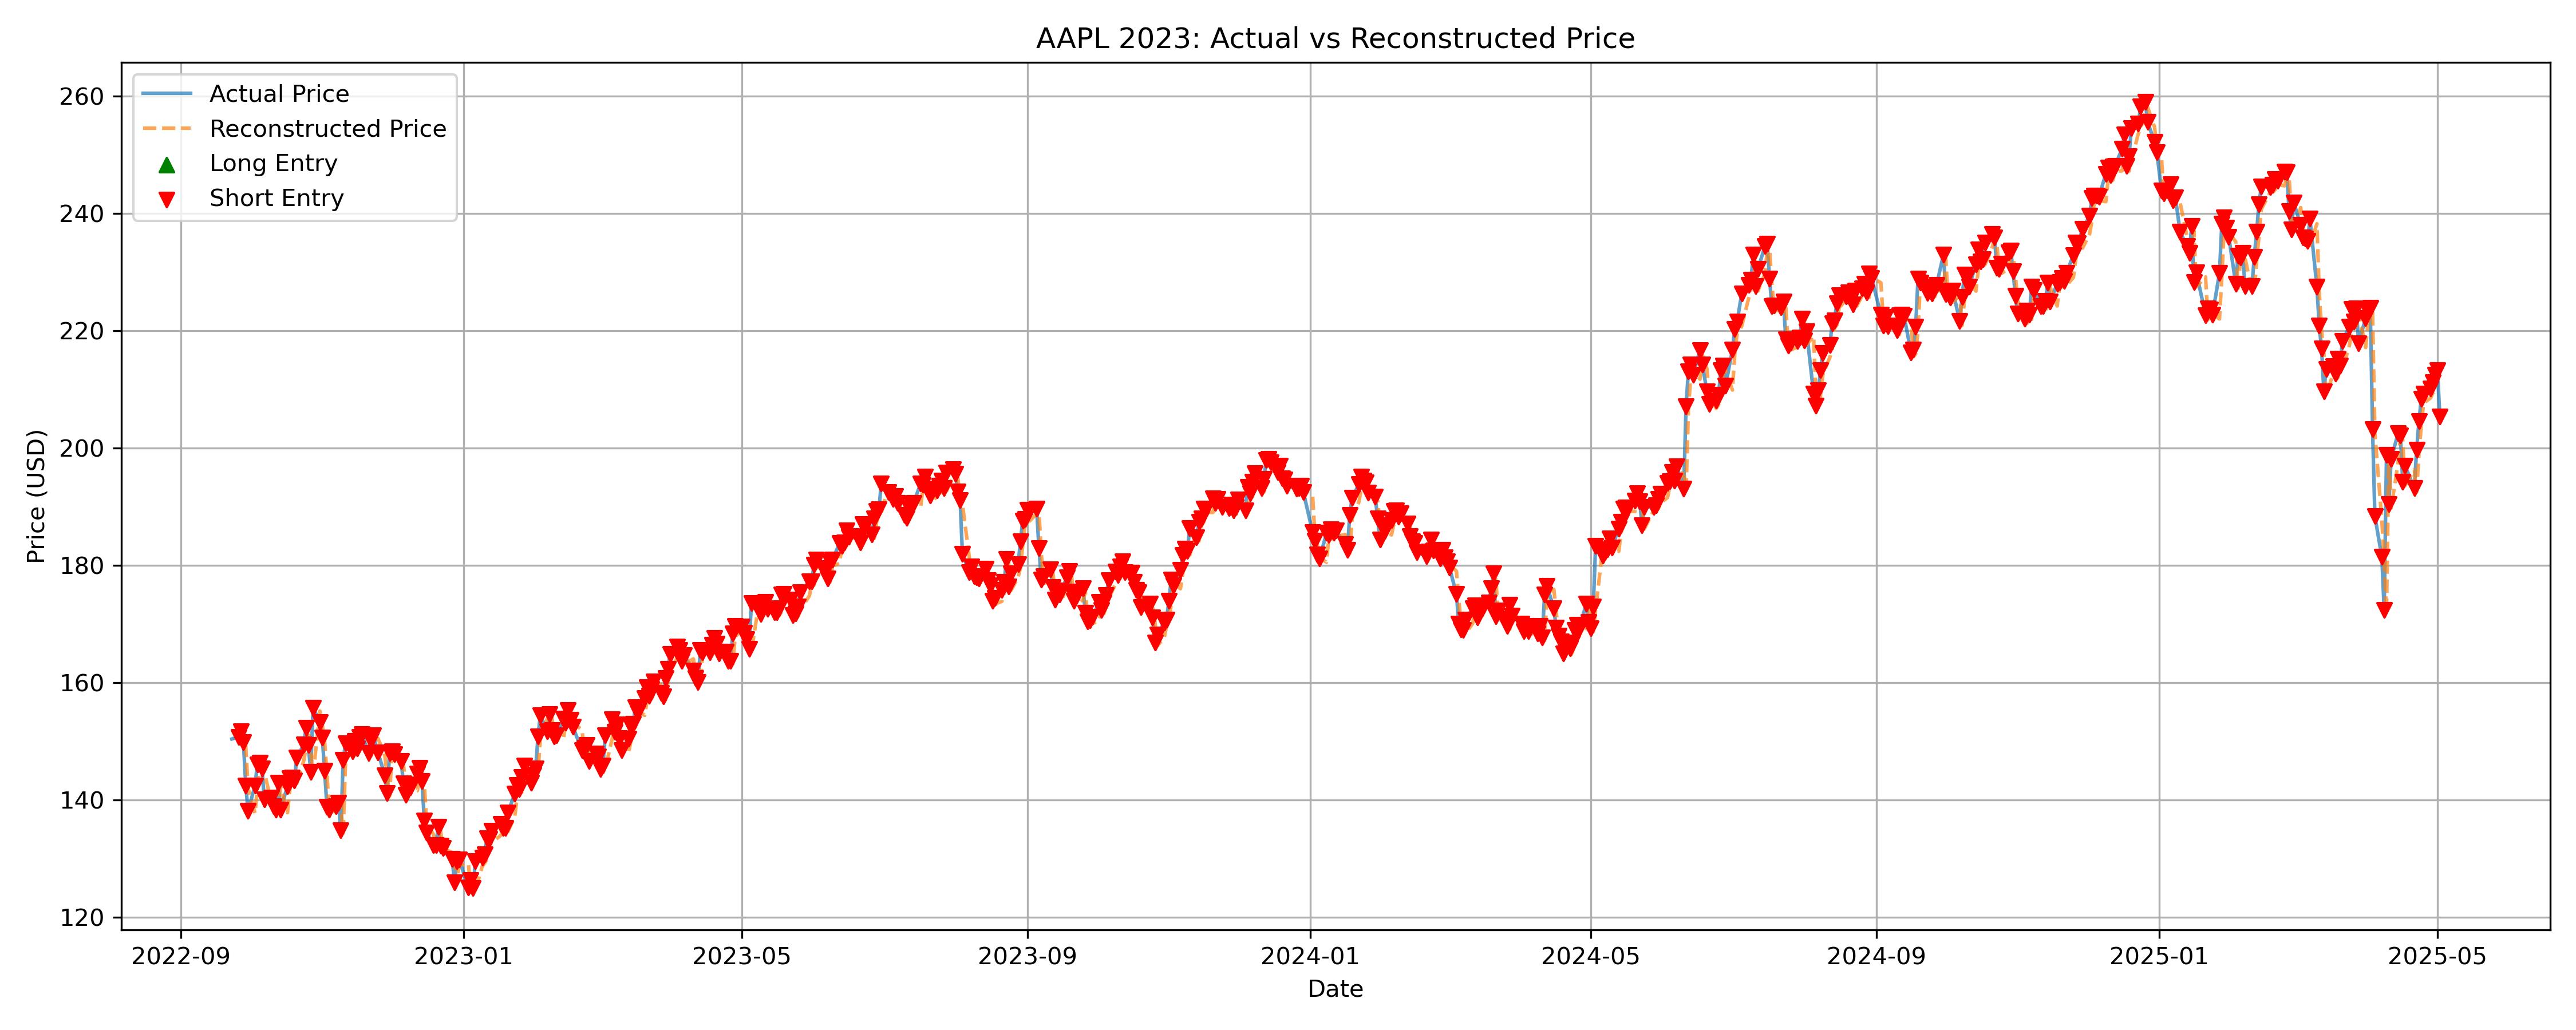 AAPL 2023: Actual vs Reconstructed Price
Actual Price
Reconstructed Price
Long Entry
Short Entry
Price (USD)
260
240
220
200
180
160
140
120
2022-09
2023-01
2023-05
2023-09
2024-01
2024-05
2024-09
2025-01
2025-05
Date